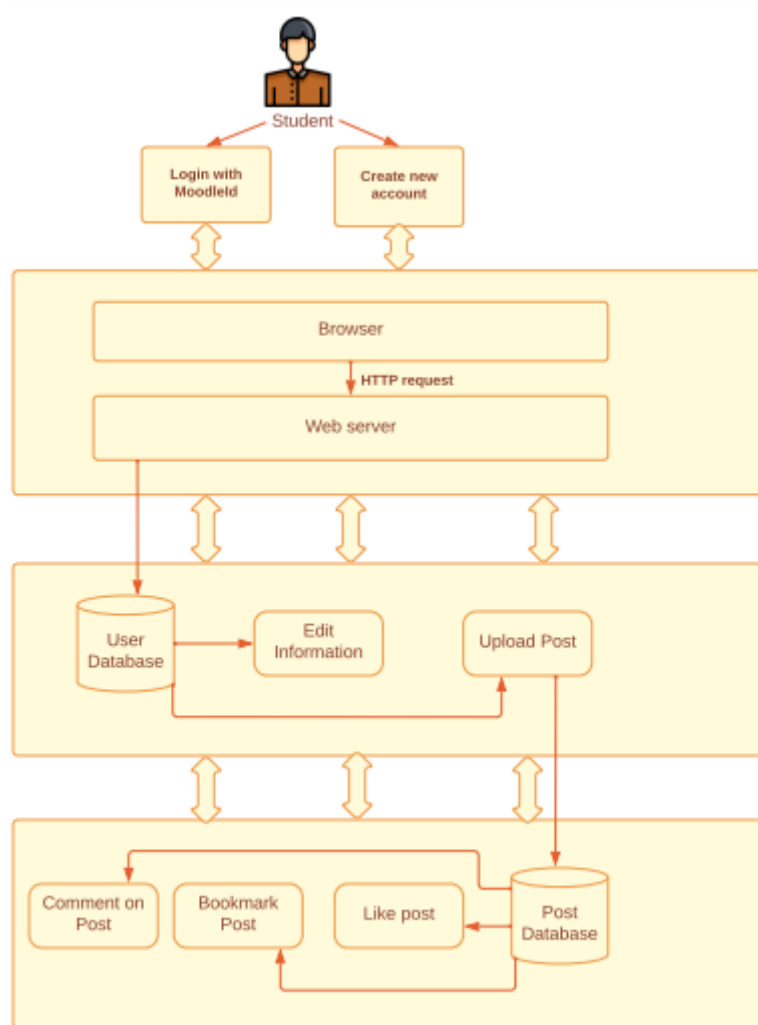 Student
Login with
MoodleId
Create new
account
Browser
HTTP request
Web server
User
Database
Edit
Information
Upload Post
Comment on
Post
Bookmark
Post
Like post
Post
Database